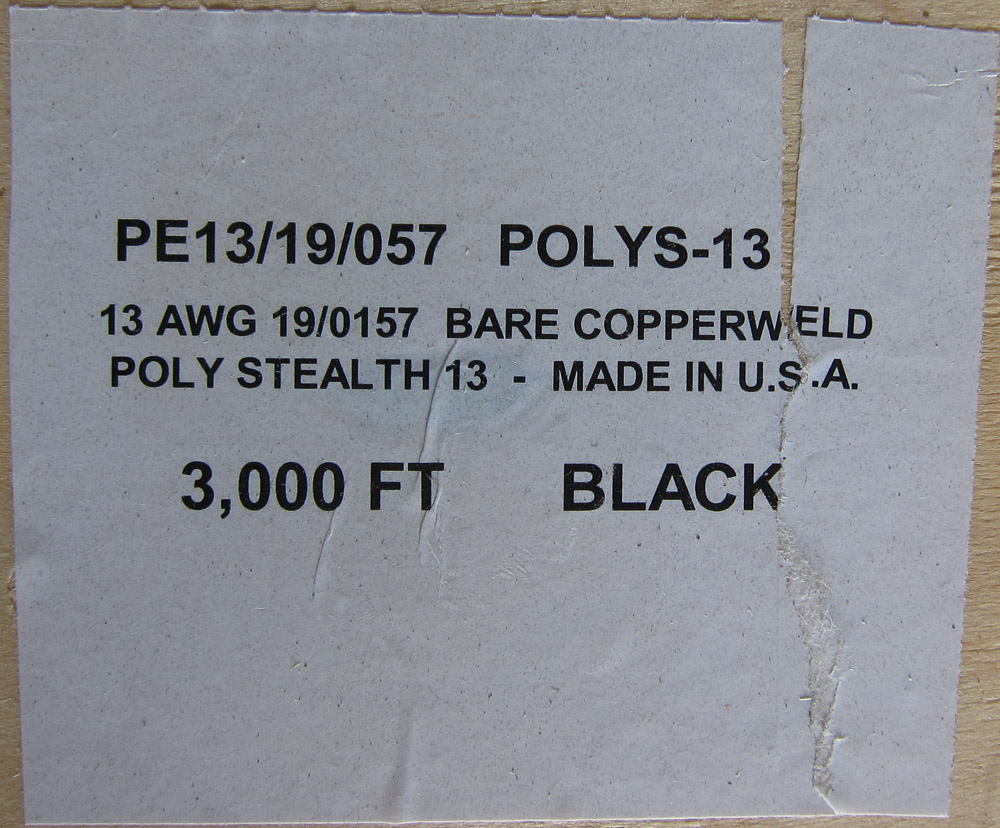 PE13/19/057 POLYS-13
13 AWG 19/0157 BARE COPPERWELD
POLY STEALTH 13 - MADE IN U.S.A.
3,000 FT BLACK